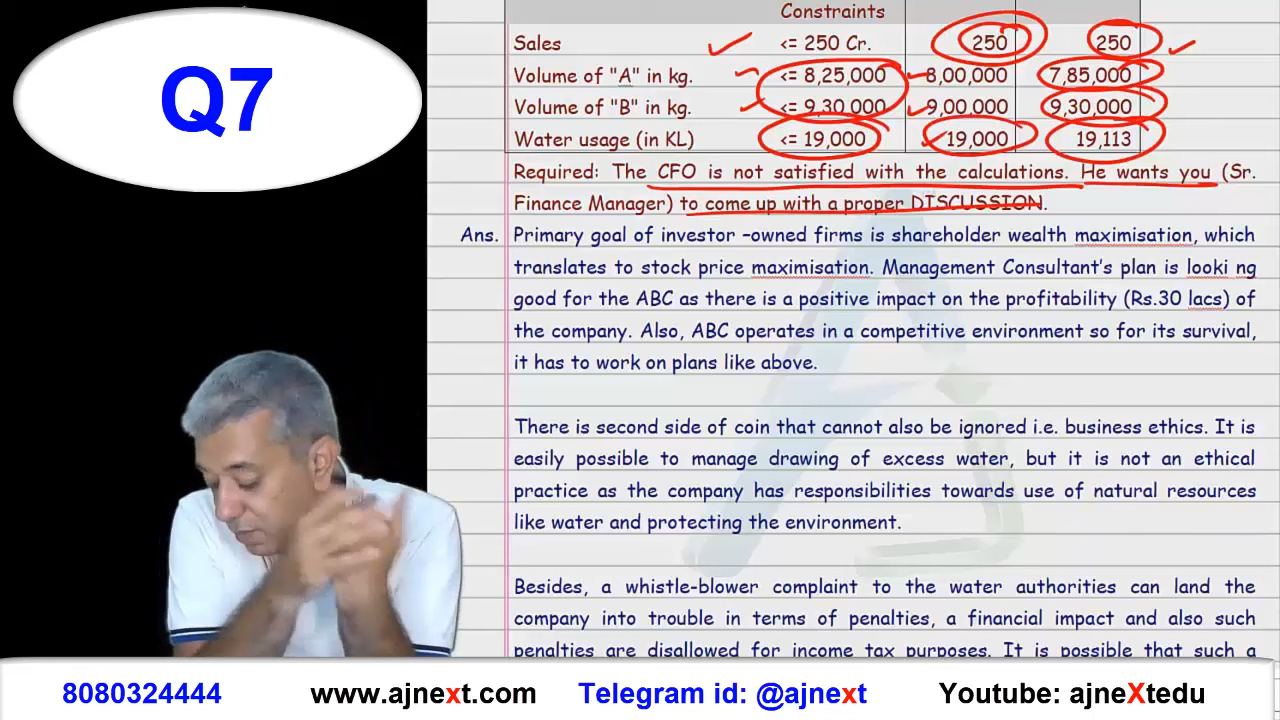 Q7
Constraints
Sales <= 250 Cr. 250 250
Volume of "A" in kg. <= 8,25,000 8,00,000 7,85,000
Volume of "B" in kg. <= 9,30,000 9,00,000 9,30,000
Water usage (in KL) <= 19,000 19,000 19,113
Required: The CFO is not satisfied with the calculations. He wants you (Sr.
Finance Manager) to come up with a proper DISCUSSION.
Ans. Primary goal of investor –owned firms is shareholder wealth maximisation, which
translates to stock price maximisation. Management Consultant's plan is looki ng
good for the ABC as there is a positive impact on the profitability (Rs.30 lacs) of
the company. Also, ABC operates in a competitive environment so for its survival,
it has to work on plans like above.
There is second side of coin that cannot also be ignored i.e. business ethics. It is
easily possible to manage drawing of excess water, but it is not an ethical
practice as the company has responsibilities towards use of natural resources
like water and protecting the environment.
Besides, a whistle-blower complaint to the water authorities can land the
company into trouble in terms of penalties, a financial impact and also such
penalties are disallowed for income tax purposes. It is possible that such a
8080324444 www.ajnext.com Telegram id: @ajnext Youtube: ajneXtedu